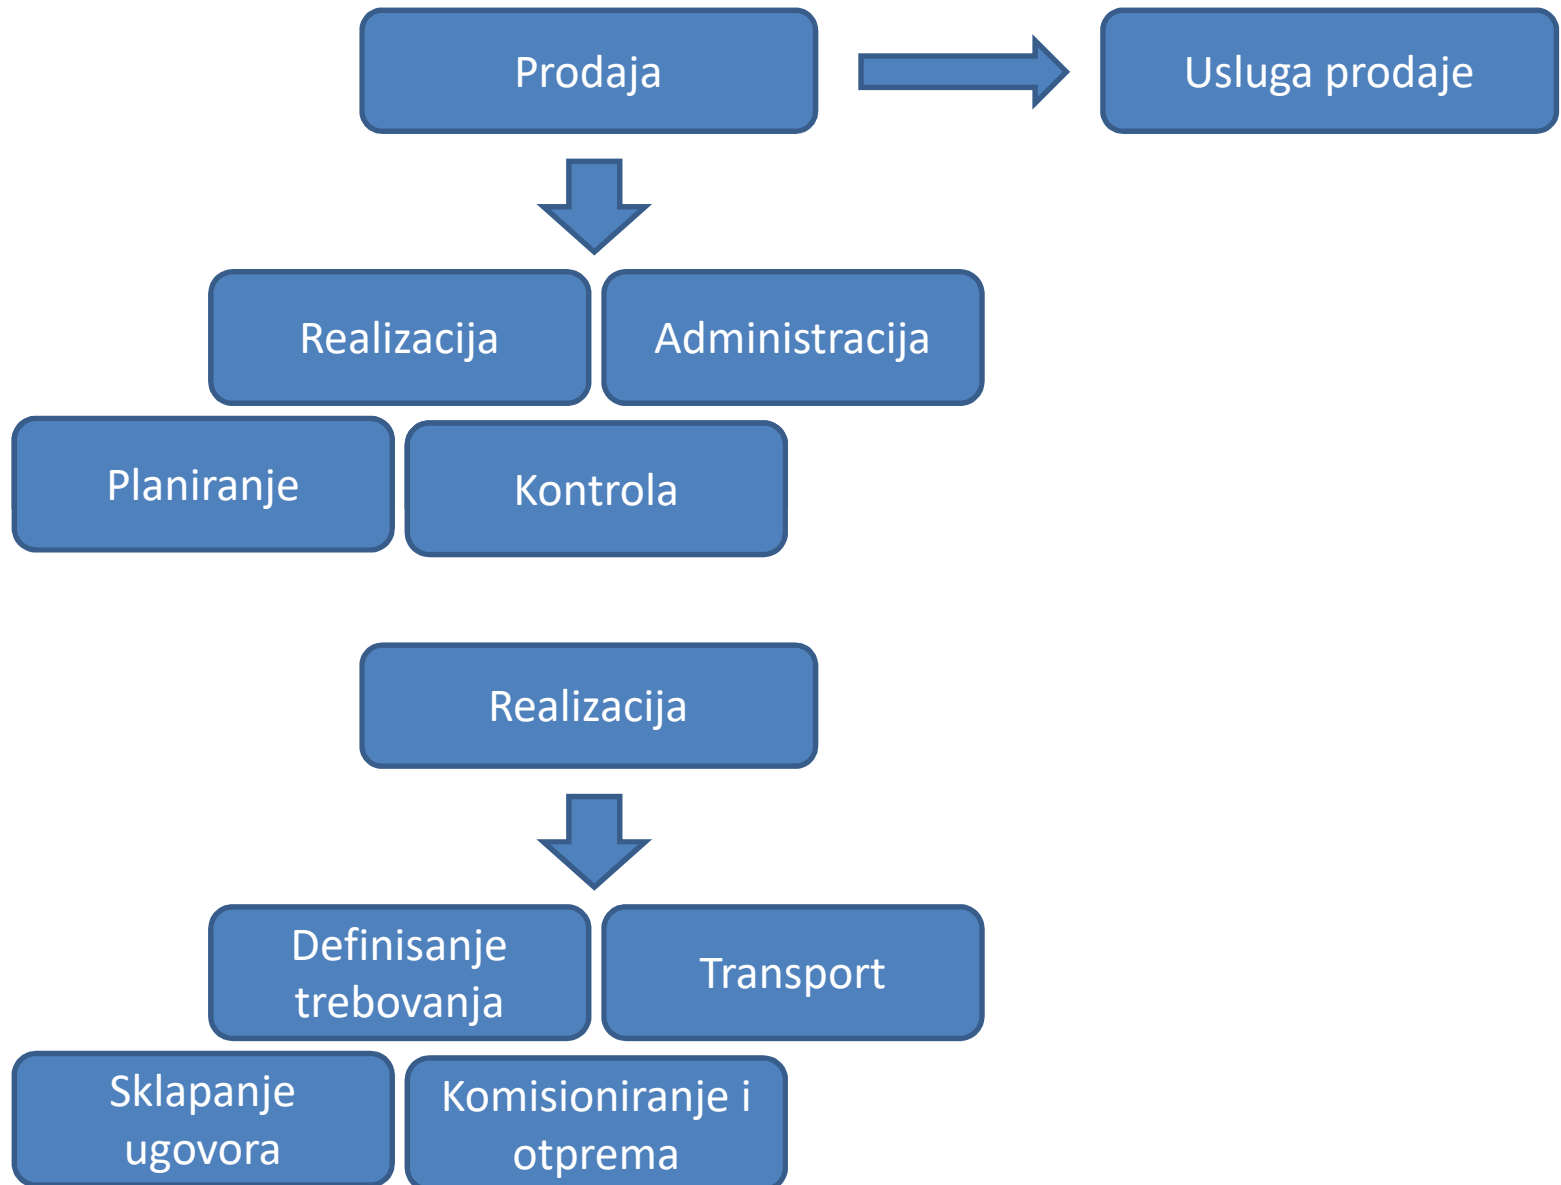 Prodaja
Usluga prodaje
Realizacija
Administracija
Planiranje
Kontrola
Realizacija
Definisanje
trebovanja
Transport
Sklapanje
ugovora
Komisioniranje i
otprema